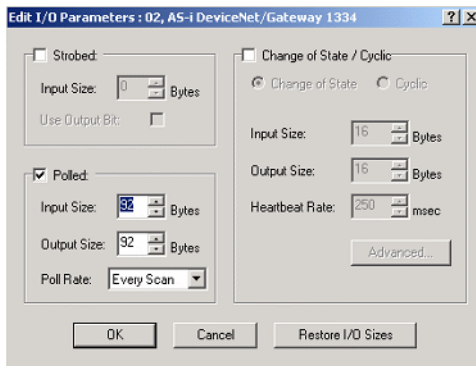 Edit I/O Parameters : 02, AS-i DeviceNet/Gateway 1334
Strobed:
Input Size: 0 Bytes
Use Output Bit:
Polled:
Input Size: 92 Bytes
Output Size: 92 Bytes
Poll Rate: Every Scan
Change of State / Cyclic
Change of State Cyclic
Input Size: 16 Bytes
Output Size: 16 Bytes
Heartbeat Rate: 250 msec
Advanced...
OK Cancel Restore I/O Sizes